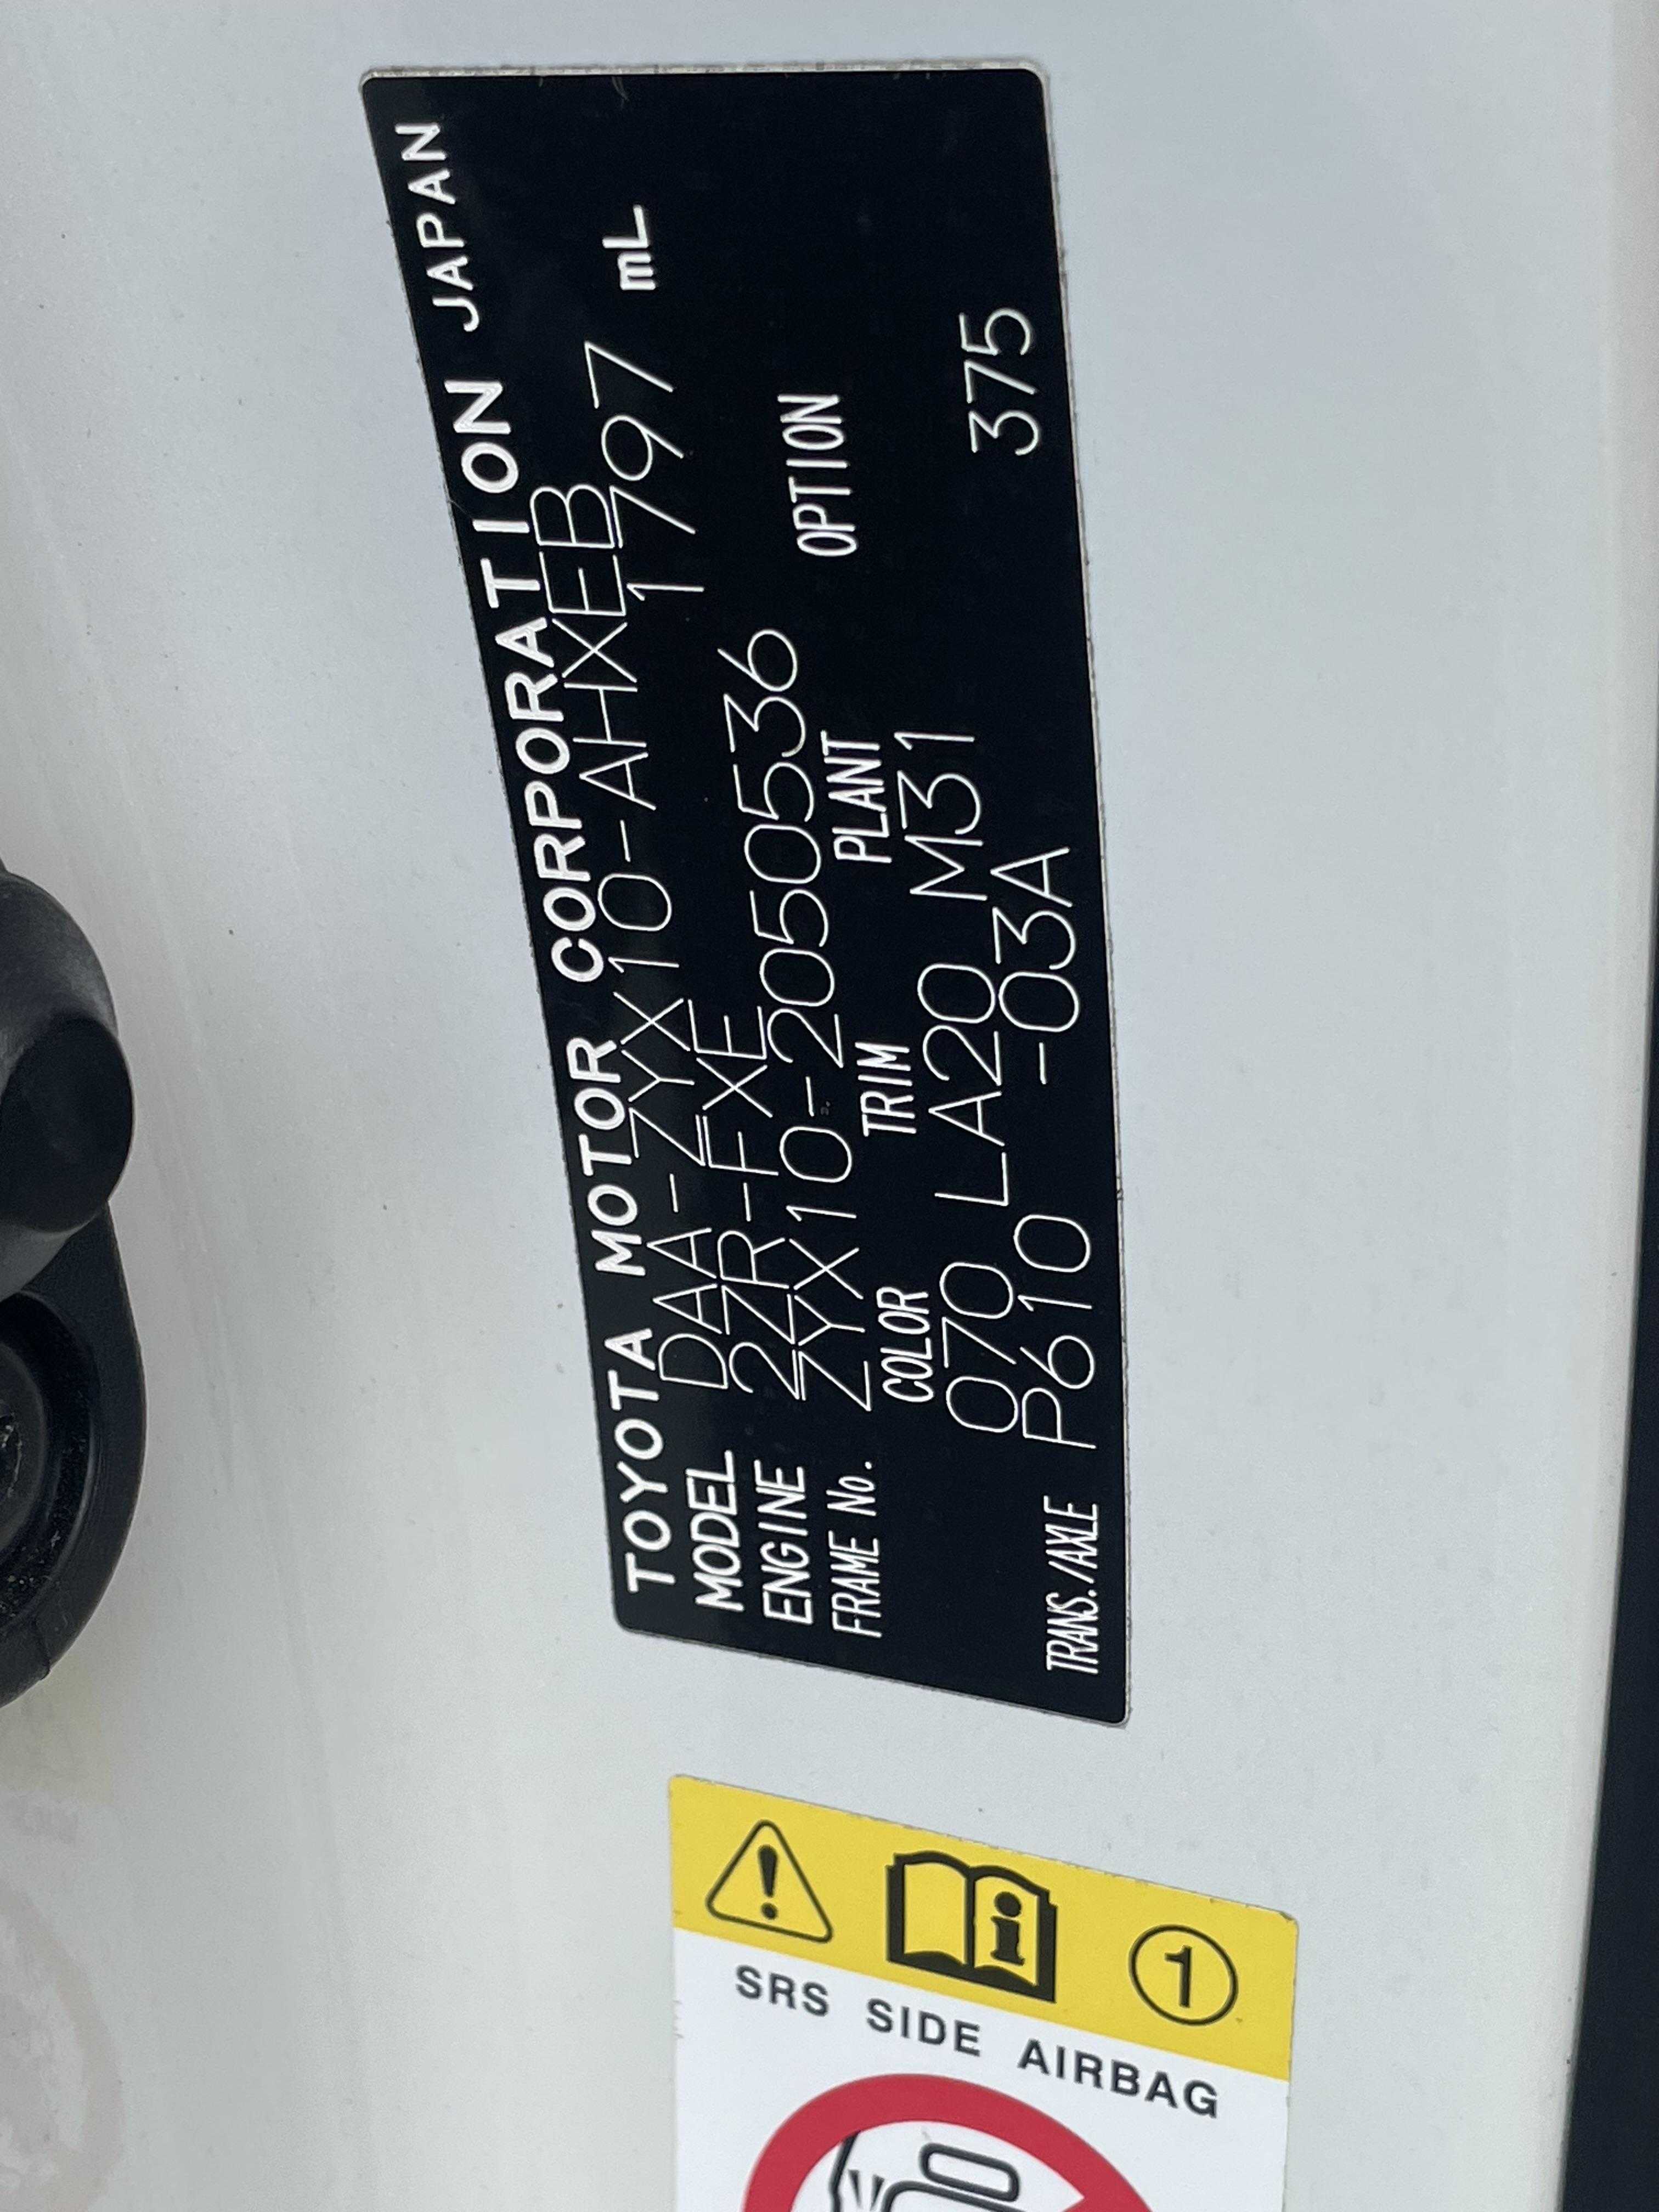 TOYOTA MOTOR CORPORATION JAPAN
MODEL DAA-ZYX10-AHXEB
ENGINE 2ZR-FXE 1797 mL
FRAME No. ZYX10-2050536
COLOR TRIM PLANT OPTION
070 LA20 M31
TRANS./AXLE P610 -03A 375
1
SRS SIDE AIRBAG